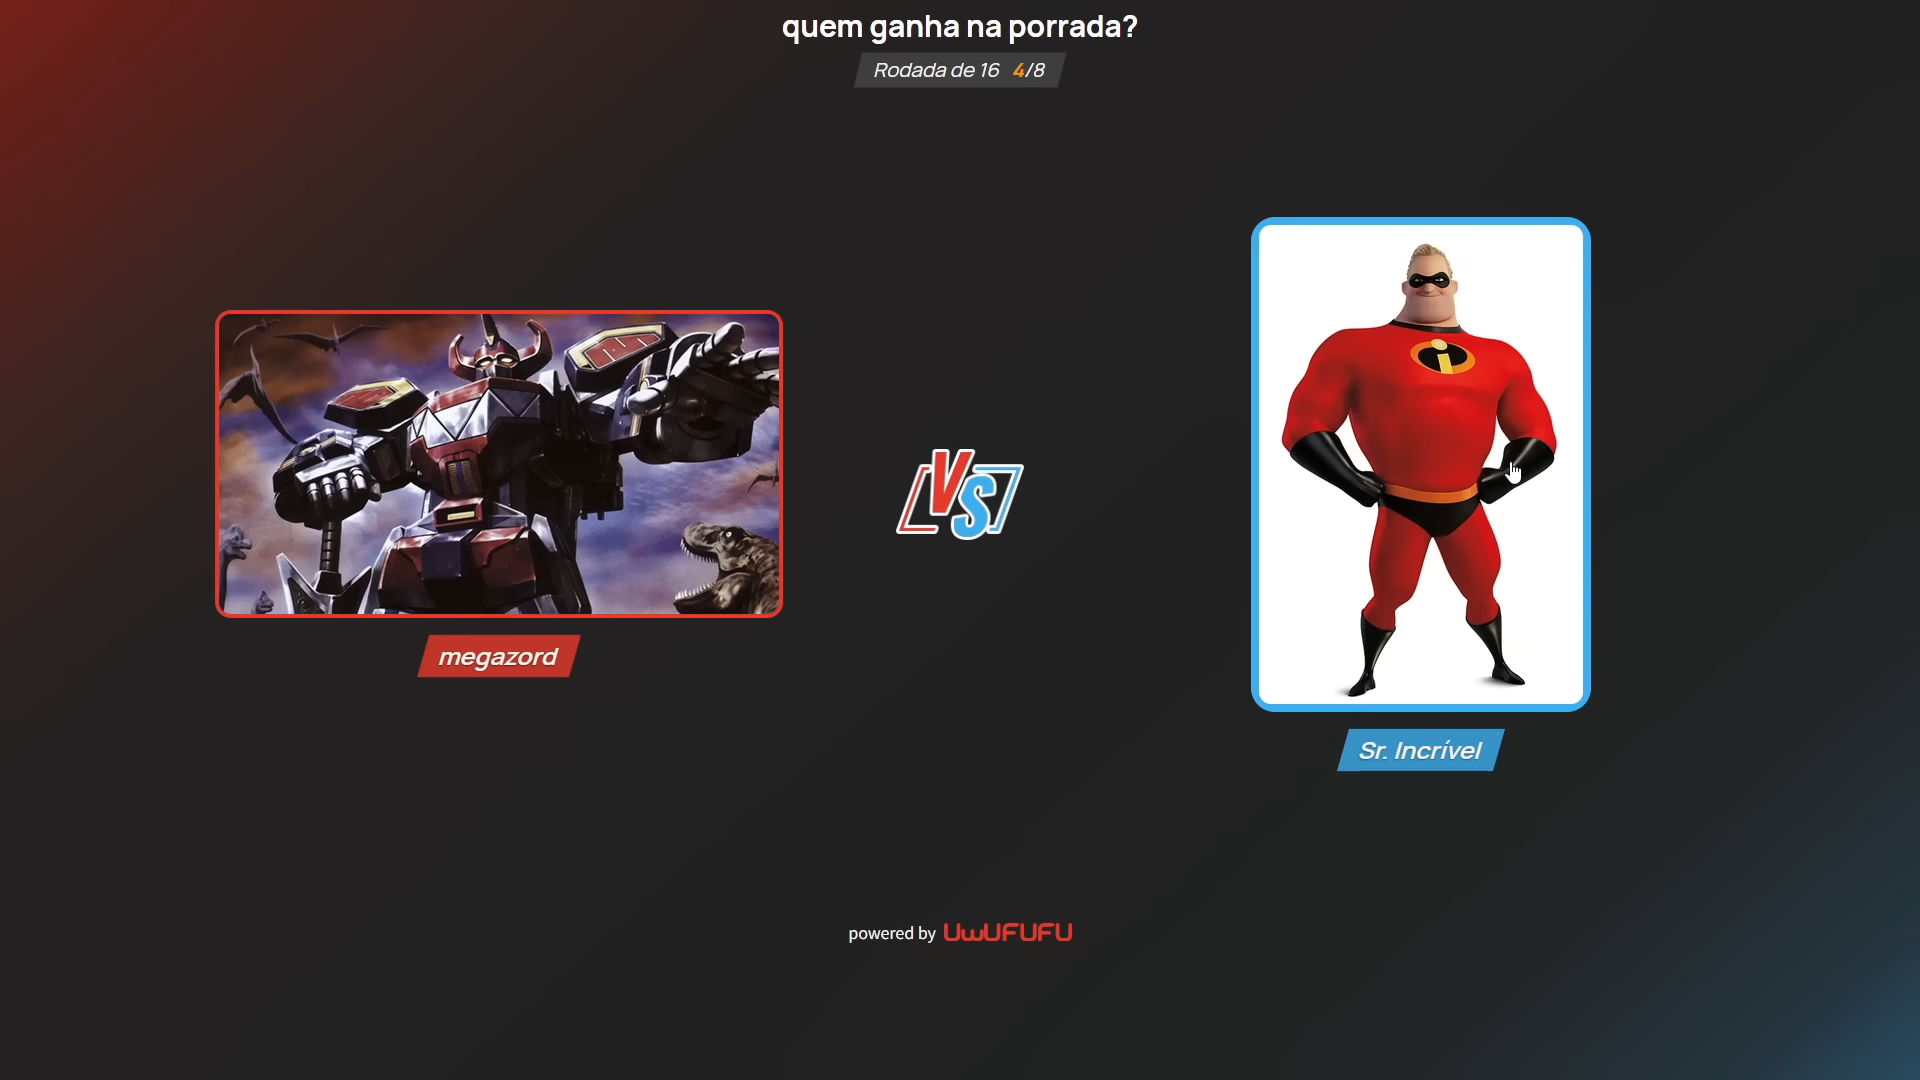 quem ganha na porrada?
Rodada de 16 4/8
VS
megazord
Sr. Incrível
powered by UwUFUFU